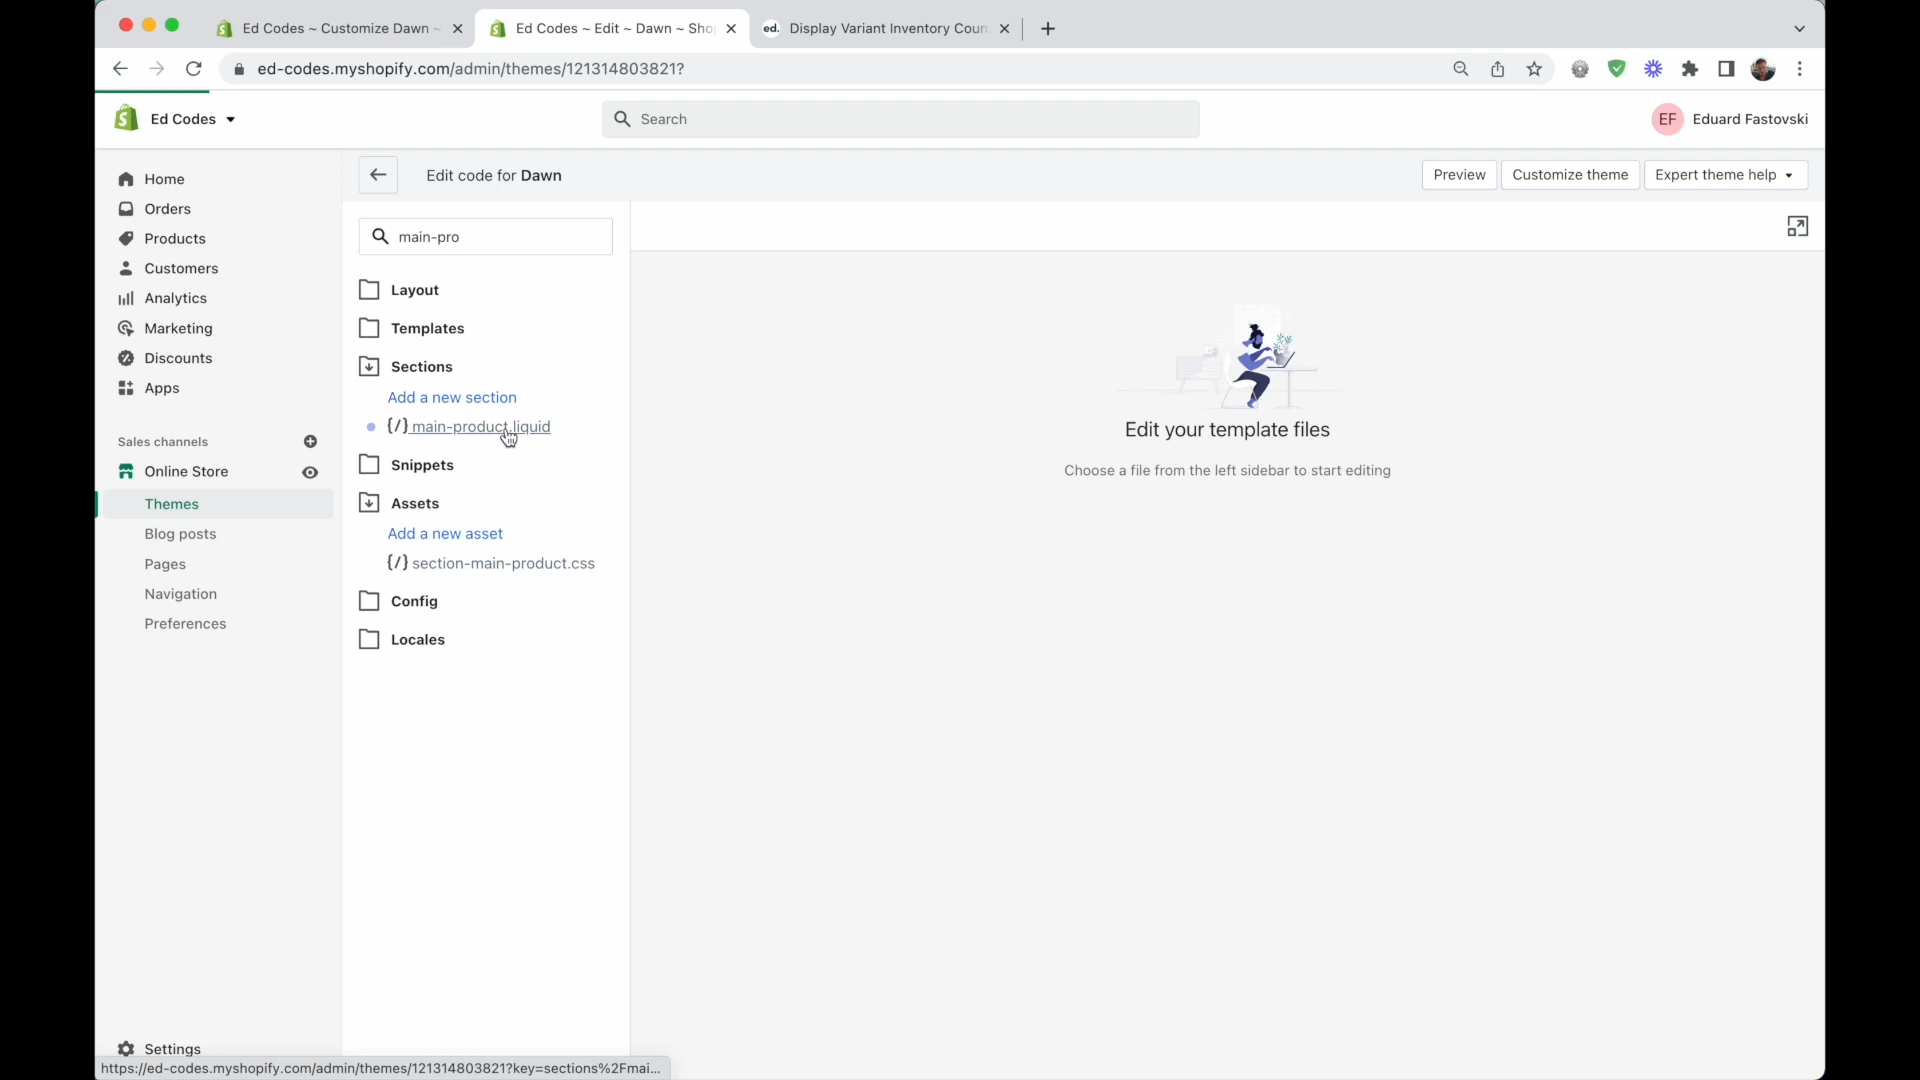 Ed Codes ~ Customize Dawn ~
Ed Codes ~ Edit ~ Dawn ~ Sho
ed. Display Variant Inventory Coun
ed-codes.myshopify.com/admin/themes/121314803821?
Ed Codes
Search
EF Eduard Fastovski
Home
Orders
Products
Customers
Analytics
Marketing
Discounts
Apps
Sales channels
Online Store
Themes
Blog posts
Pages
Navigation
Preferences
Settings
Edit code for Dawn
Preview
Customize theme
Expert theme help
main-pro
Layout
Templates
Sections
Add a new section
{/} main-product.liquid
Snippets
Assets
Add a new asset
{/} section-main-product.css
Config
Locales
Edit your template files
Choose a file from the left sidebar to start editing
https://ed-codes.myshopify.com/admin/themes/121314803821?key=sections%2Fmai...